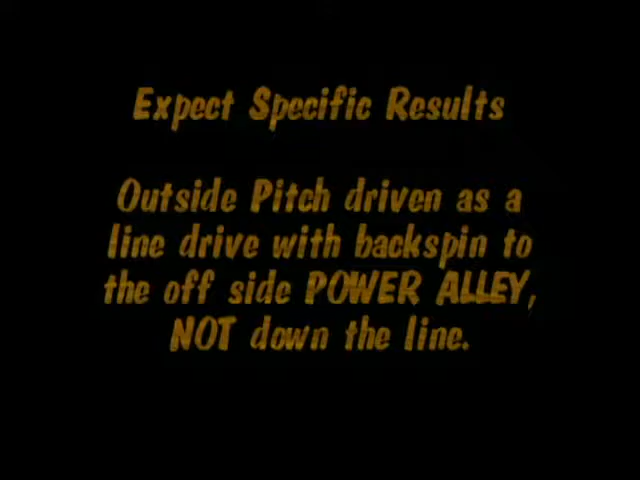 Expect Specific Results
Outside Pitch driven as a
line drive with backspin to
the off side POWER ALLEY,
NOT down the line.